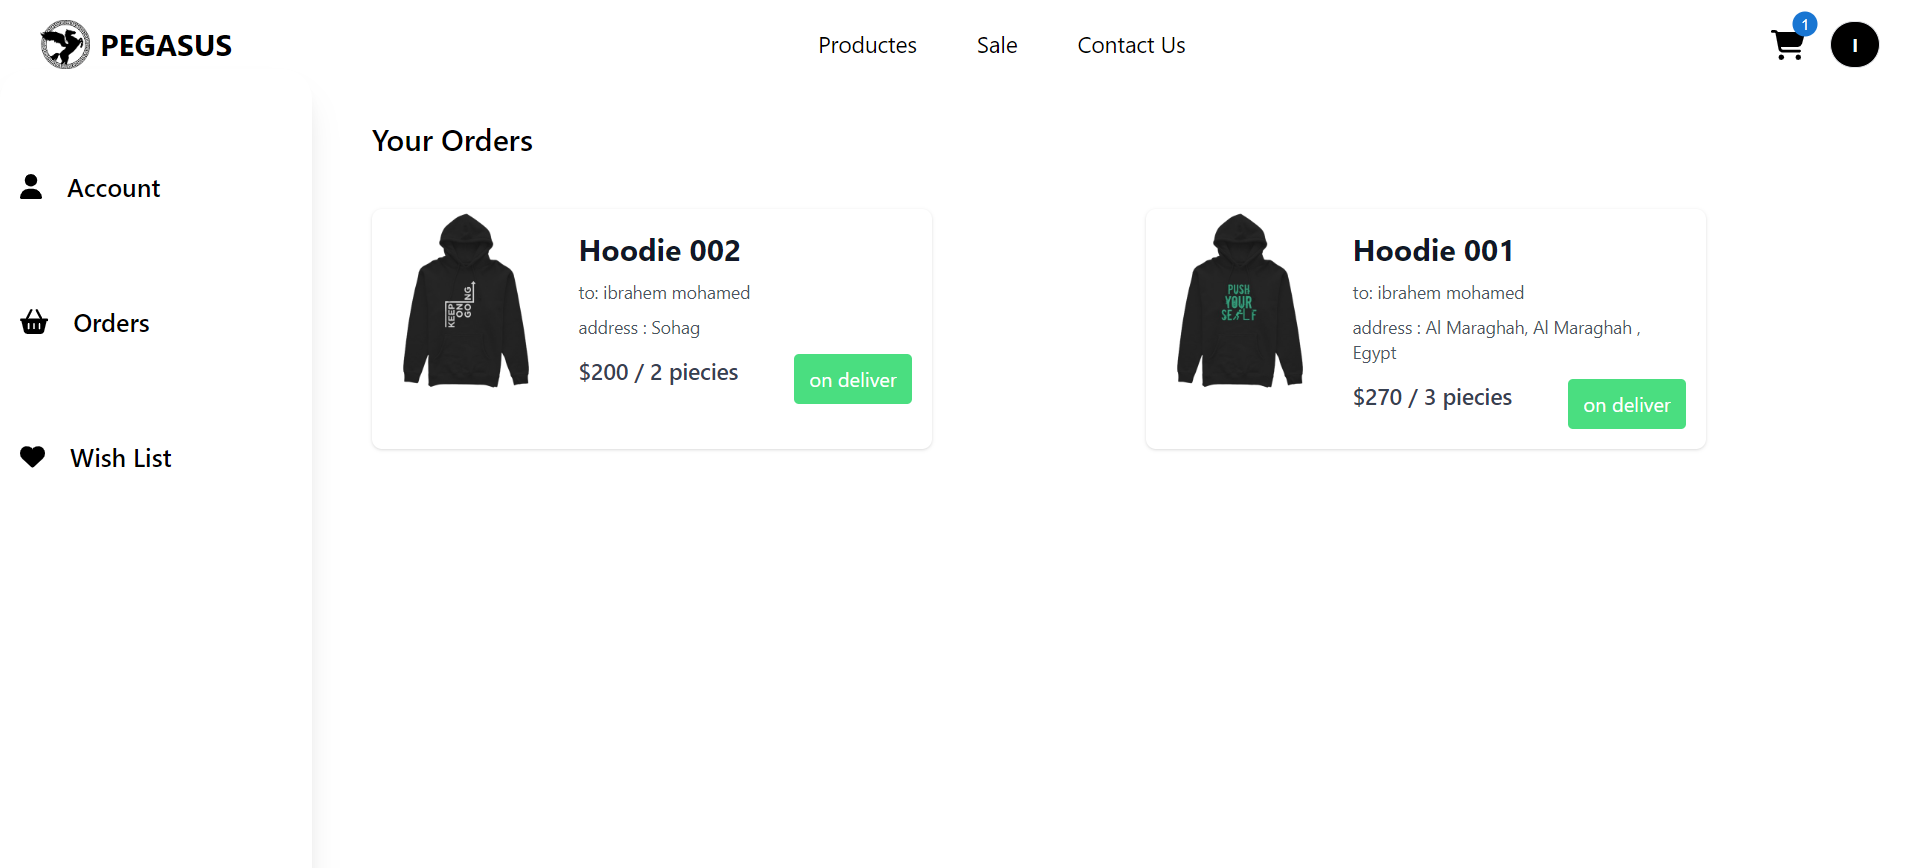 PEGASUS
Productes
Sale
Contact Us
1
I
Account
Orders
Wish List
Your Orders
KEEP
ON
GOING
Hoodie 002
to: ibrahem mohamed
address : Sohag
$200 / 2 piecies
on deliver
PUSH
YOUR
SELF
Hoodie 001
to: ibrahem mohamed
address : Al Maraghah, Al Maraghah ,
Egypt
$270 / 3 piecies
on deliver